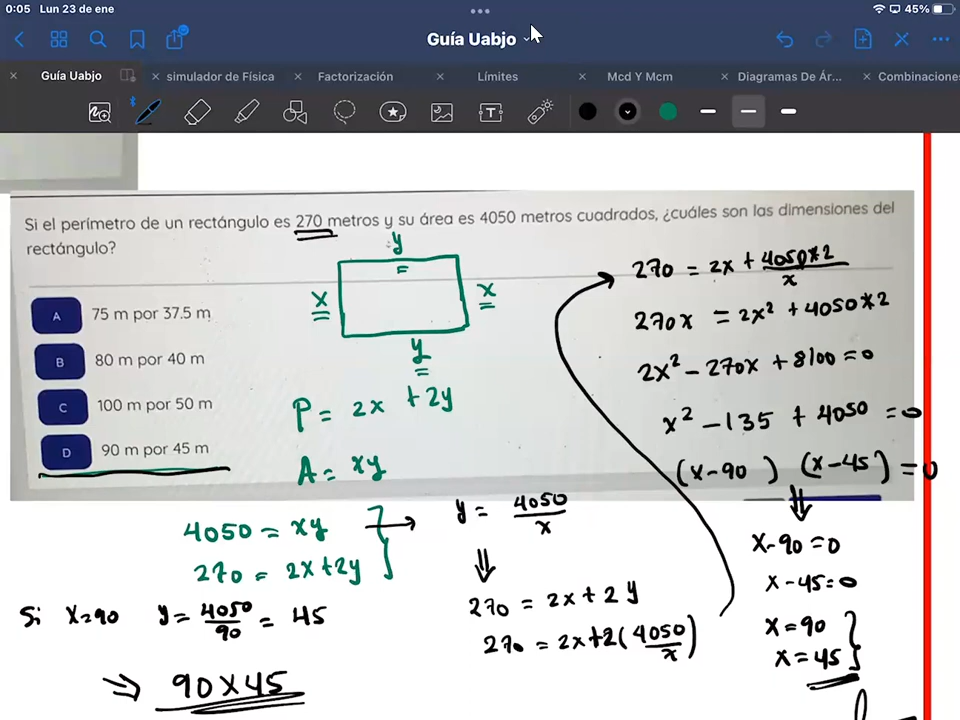 0:05 Lun 23 de ene
45%
Guía Uabjo
Guía Uabjo
simulador de Física
Factorización
Límites
Mcd Y Mcm
Diagramas De Ár...
Combinaciones
Si el perímetro de un rectángulo es 270 metros y su área es 4050 metros cuadrados, ¿cuáles son las dimensiones del
rectángulo?
A 75 m por 37.5 m
B 80 m por 40 m
C 100 m por 50 m
D 90 m por 45 m
y
x
x
y
P = 2x + 2y
A = xy
4050 = xy
270 = 2x+2y
y = 4050/x
270 = 2x + 2y
270 = 2x+2(4050/x)
270 = 2x + 4050*2/x
270x = 2x² + 4050*2
2x² - 270x + 8100 = 0
x² - 135 + 4050 = 0
(x-90) (x-45) = 0
x-90=0
x-45=0
x=90
x=45
Si x=90 y = 4050/90 = 45
⇒ 90x45